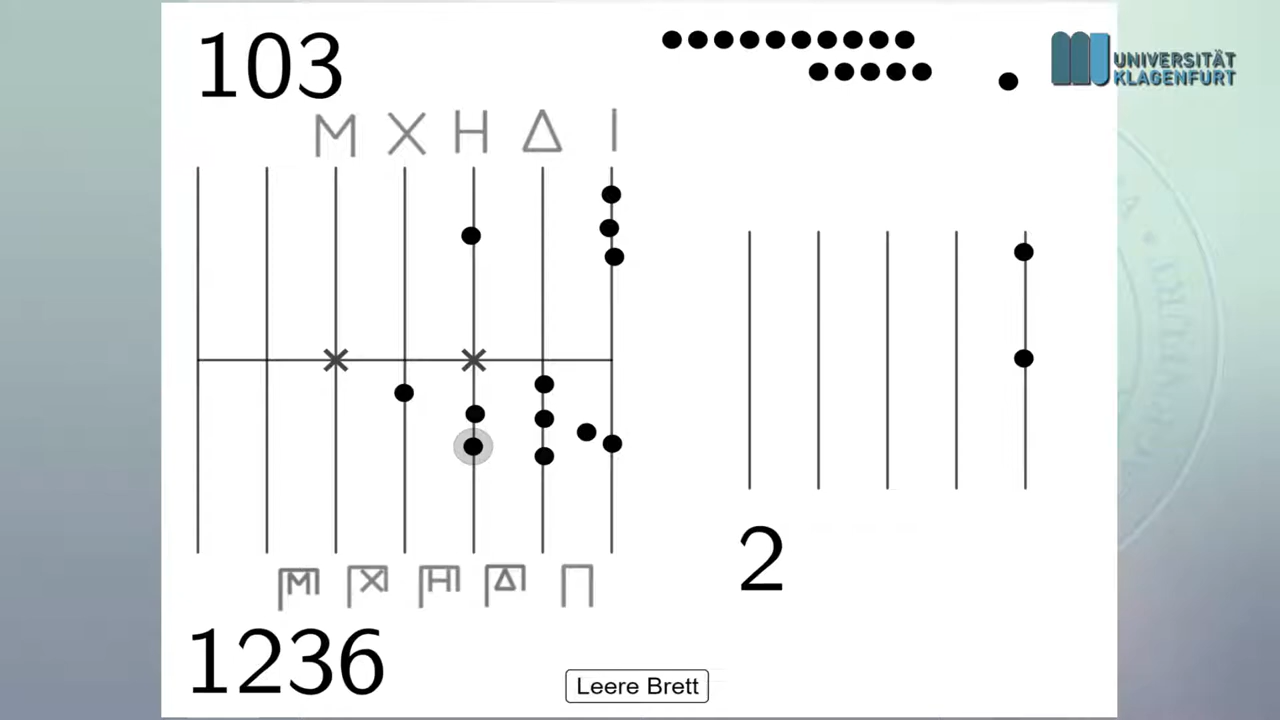 103
UNIVERSITÄT
KLAGENFURT
M X H Δ I
2
M X H Δ Π
1236
Leere Brett